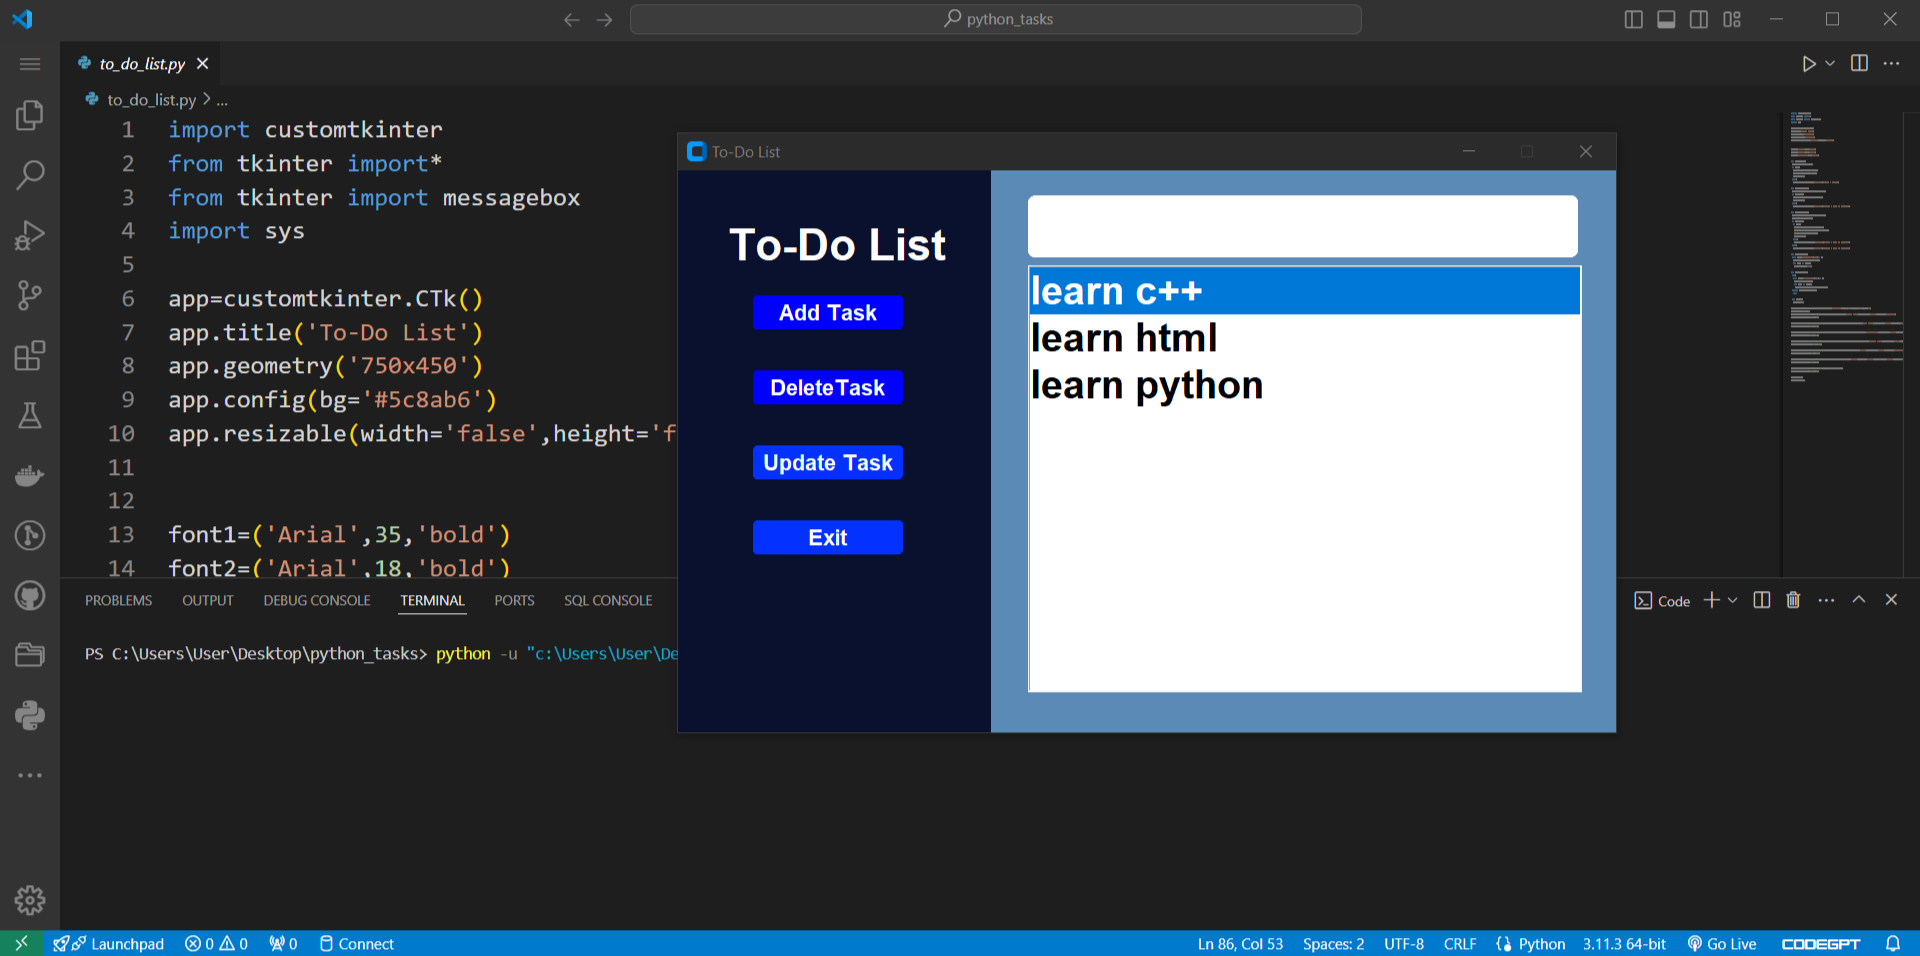 python_tasks
to_do_list.py
to_do_list.py > ...
1 import customtkinter
2 from tkinter import*
3 from tkinter import messagebox
4 import sys
5
6 app=customtkinter.CTk()
7 app.title('To-Do List')
8 app.geometry('750x450')
9 app.config(bg='#5c8ab6')
10 app.resizable(width='false',height='f
11
12
13 font1=('Arial',35,'bold')
14 font2=('Arial',18,'bold')
To-Do List
To-Do List
Add Task
DeleteTask
Update Task
Exit
learn c++
learn html
learn python
PROBLEMS OUTPUT DEBUG CONSOLE TERMINAL PORTS SQL CONSOLE
Code
PS C:\Users\User\Desktop\python_tasks> python -u "c:\Users\User\De
Launchpad 0 0 0 Connect
Ln 86, Col 53 Spaces: 2 UTF-8 CRLF Python 3.11.3 64-bit Go Live CODEGPT